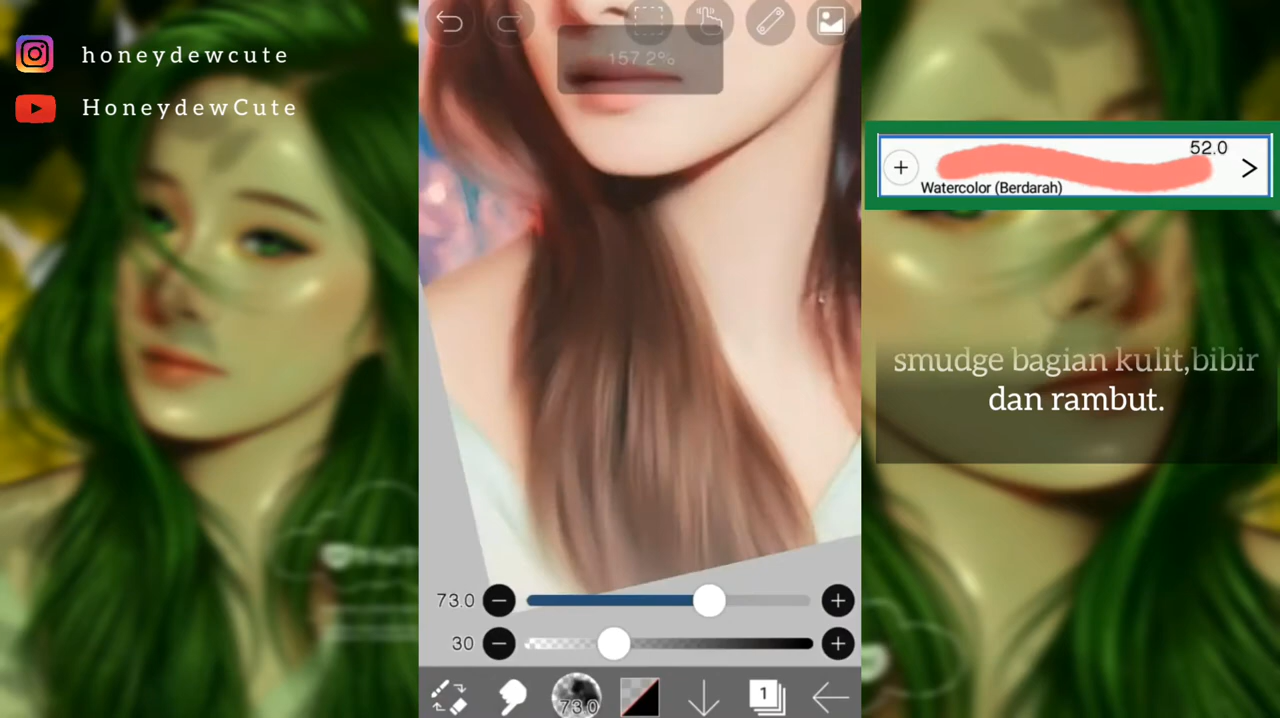 honeydewcute
HoneydewCute
157.2%
52.0
Watercolor (Berdarah)
smudge bagian kulit,bibir
dan rambut.
73.0
30
73.0
1